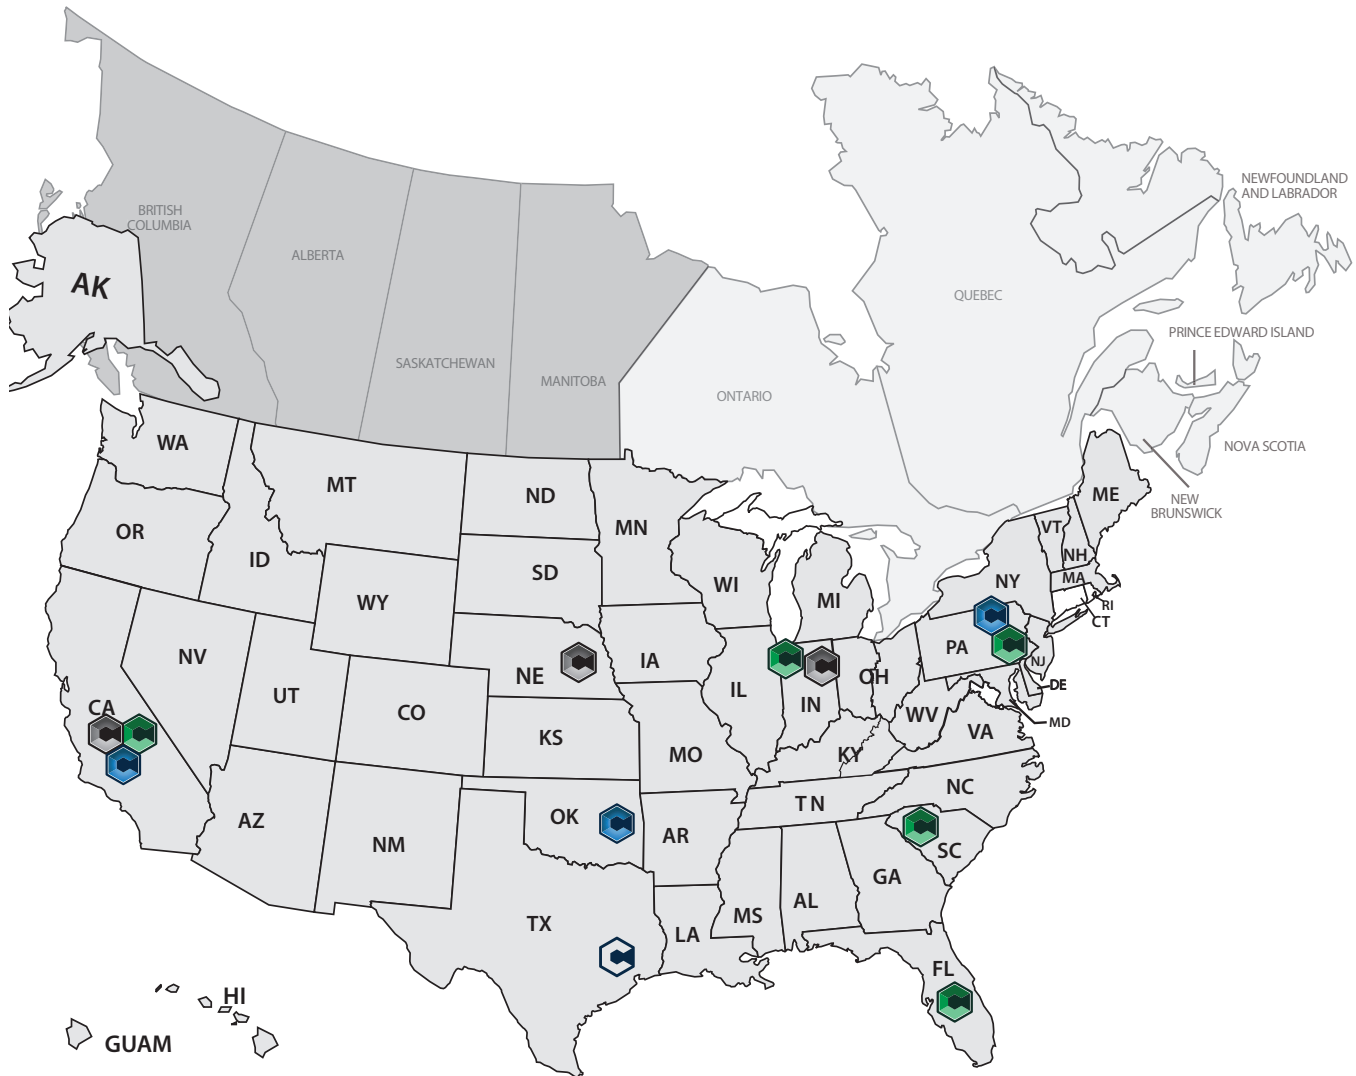 NEWFOUNDLAND
AND LABRADOR
BRITISH
COLUMBIA
ALBERTA
AK
QUEBEC
PRINCE EDWARD ISLAND
SASKATCHEWAN
MANITOBA
ONTARIO
WA
NOVA SCOTIA
MT
ND
ME
NEW
BRUNSWICK
OR
MN
VT
ID
NH
SD
WI
NY
MA
WY
MI
RI
CT
NV
NE
IA
PA
NJ
UT
IL
OH
DE
CA
CO
IN
WV
MD
KS
MO
KY
VA
AZ
OK
TN
NC
NM
AR
SC
GA
TX
MS
AL
LA
FL
HI
GUAM